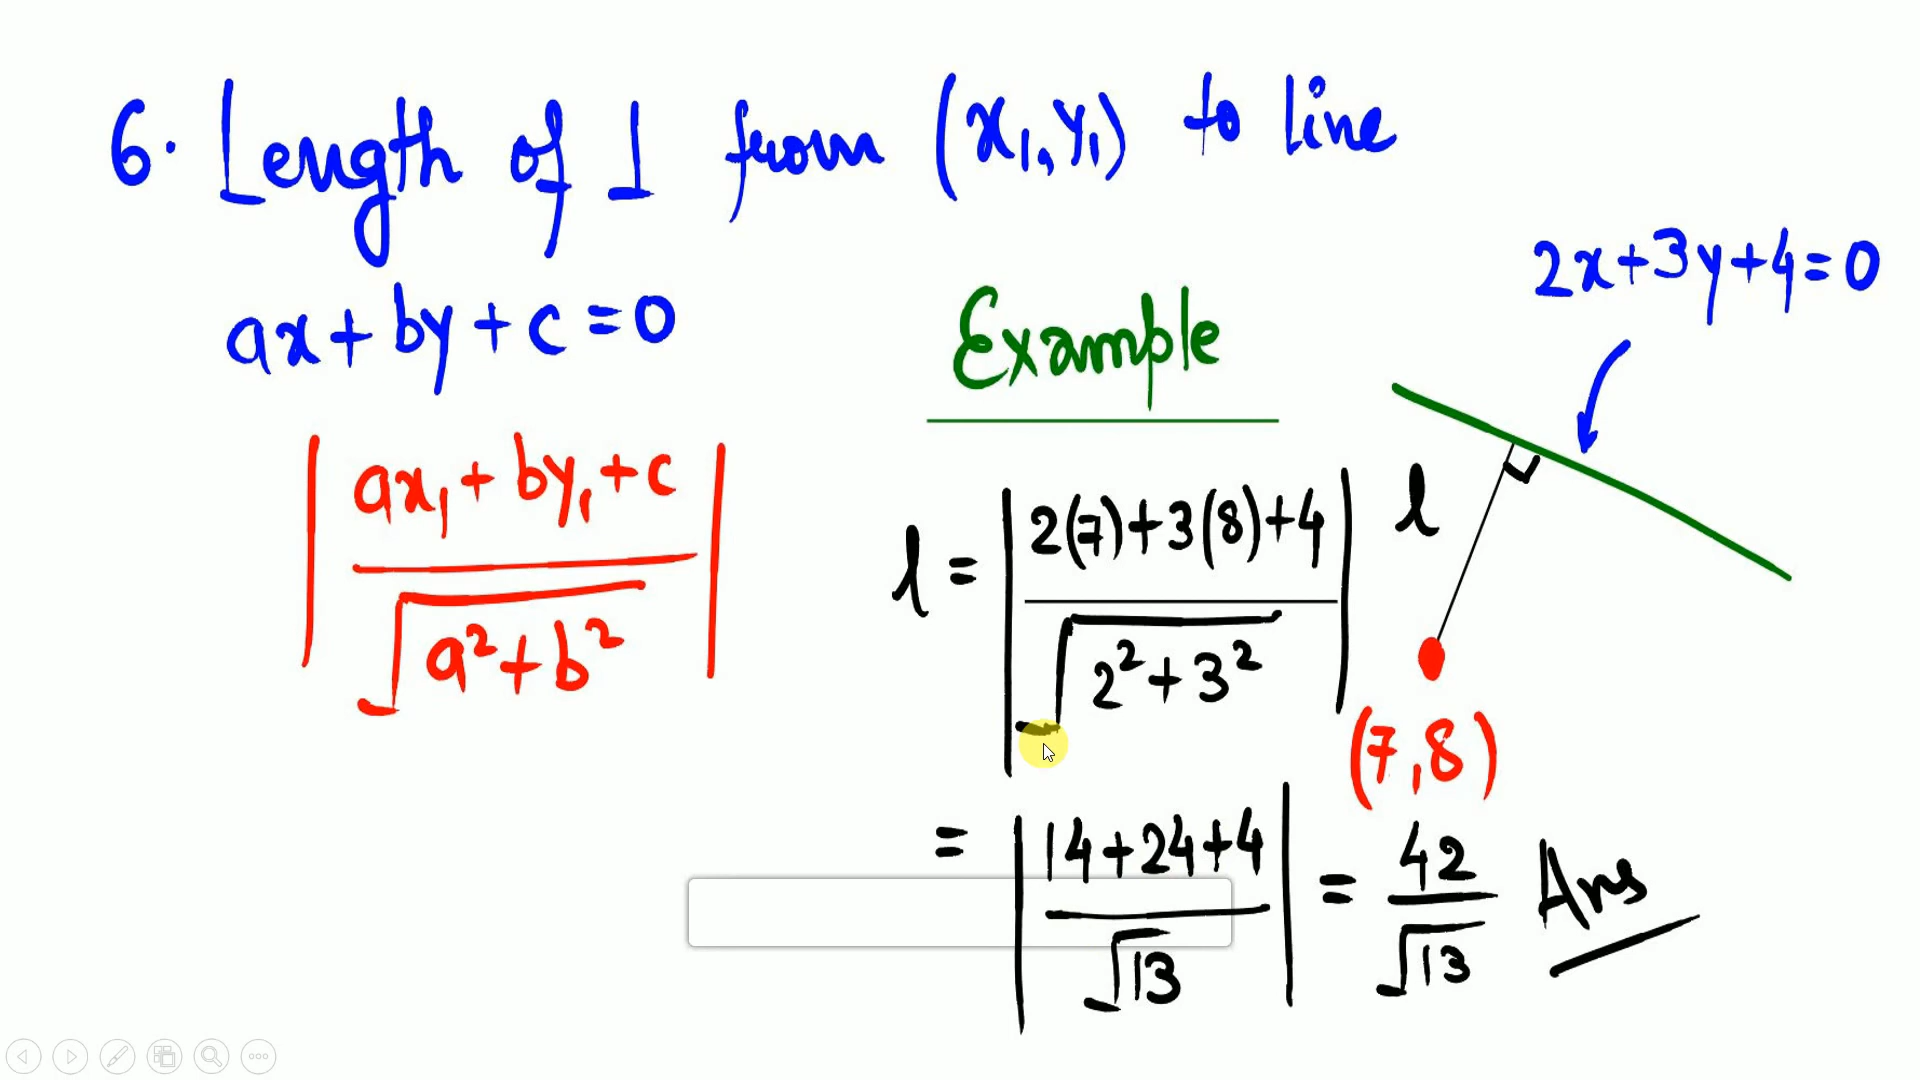 6. Length of ⊥ from (x₁, y₁) to line
ax + by + c = 0
|(ax₁ + by₁ + c) / √(a² + b²)|
Example
2x + 3y + 4 = 0
l
(7, 8)
l = |(2(7) + 3(8) + 4) / √(2² + 3²)|
= |(14 + 24 + 4) / √13| = 42 / √13 Ans